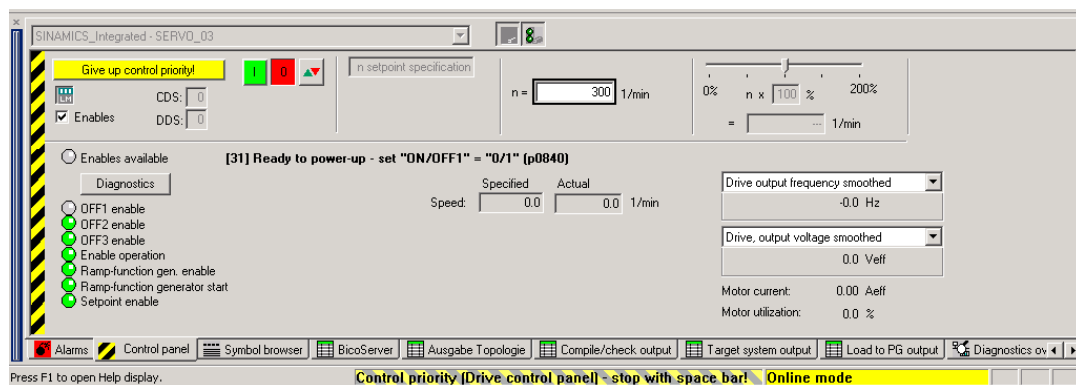 SINAMICS_Integrated - SERVO_03
Give up control priority!
I 0
n setpoint specification
n = 300 1/min
0% n x 100 % 200%
= --- 1/min
LM
CDS: 0
Enables
DDS: 0
Enables available
[31] Ready to power-up - set "ON/OFF1" = "0/1" (p0840)
Diagnostics
Specified Actual
Speed: 0.0 0.0 1/min
Drive output frequency smoothed
-0.0 Hz
Drive, output voltage smoothed
0.0 Veff
Motor current: 0.00 Aeff
Motor utilization: 0.0 %
OFF1 enable
OFF2 enable
OFF3 enable
Enable operation
Ramp-function gen. enable
Ramp-function generator start
Setpoint enable
Alarms Control panel Symbol browser BicoServer Ausgabe Topologie Compile/check output Target system output Load to PG output Diagnostics ov
Press F1 to open Help display. Control priority (Drive control panel) - stop with space bar! Online mode